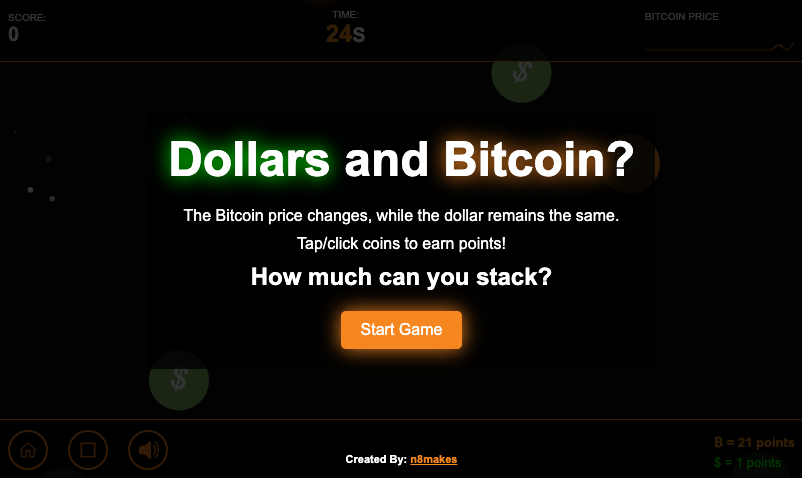 SCORE:
0
TIME:
24s
BITCOIN PRICE
$
Dollars and Bitcoin?
The Bitcoin price changes, while the dollar remains the same.
Tap/click coins to earn points!
How much can you stack?
Start Game
$
₿ = 21 points
$ = 1 points
Created By: n8makes